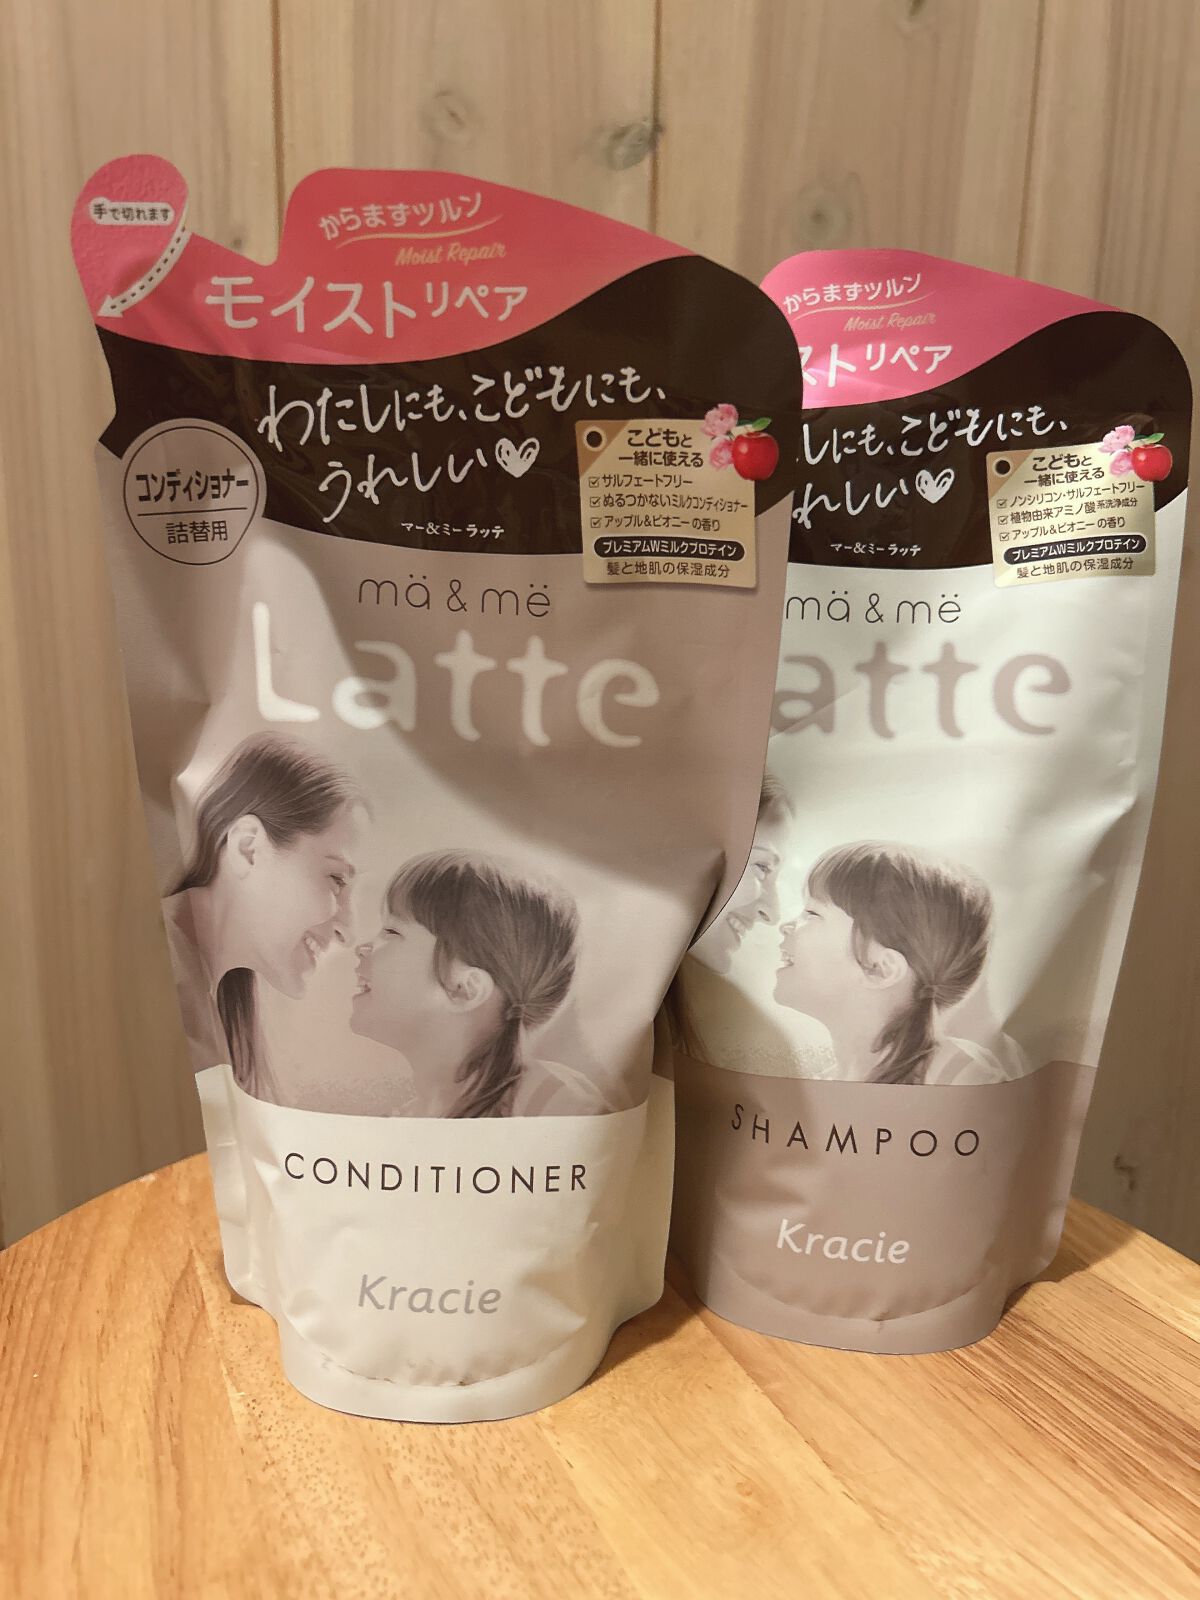 手で切れます
からまずツルン
Moist Repair
モイストリペア
わたしにも、こどもにも、
うれしい
マー&ミー ラッテ
コンディショナー
詰替用
こどもと
一緒に使える
サルフェートフリー
ぬるつかないミルクコンディショナー
アップル&ピオニーの香り
プレミアムWミルクプロテイン
髪と地肌の保湿成分
mä & më
Latte
CONDITIONER
Kracie
からまずツルン
Moist Repair
ストリペア
しにも、こどもにも、
れしい
マー&ミー ラッテ
こどもと
一緒に使える
ノンシリコン・サルフェートフリー
植物由来アミノ酸系洗浄成分
アップル&ピオニーの香り
プレミアムWミルクプロテイン
髪と地肌の保湿成分
mä & më
atte
SHAMPOO
Kracie